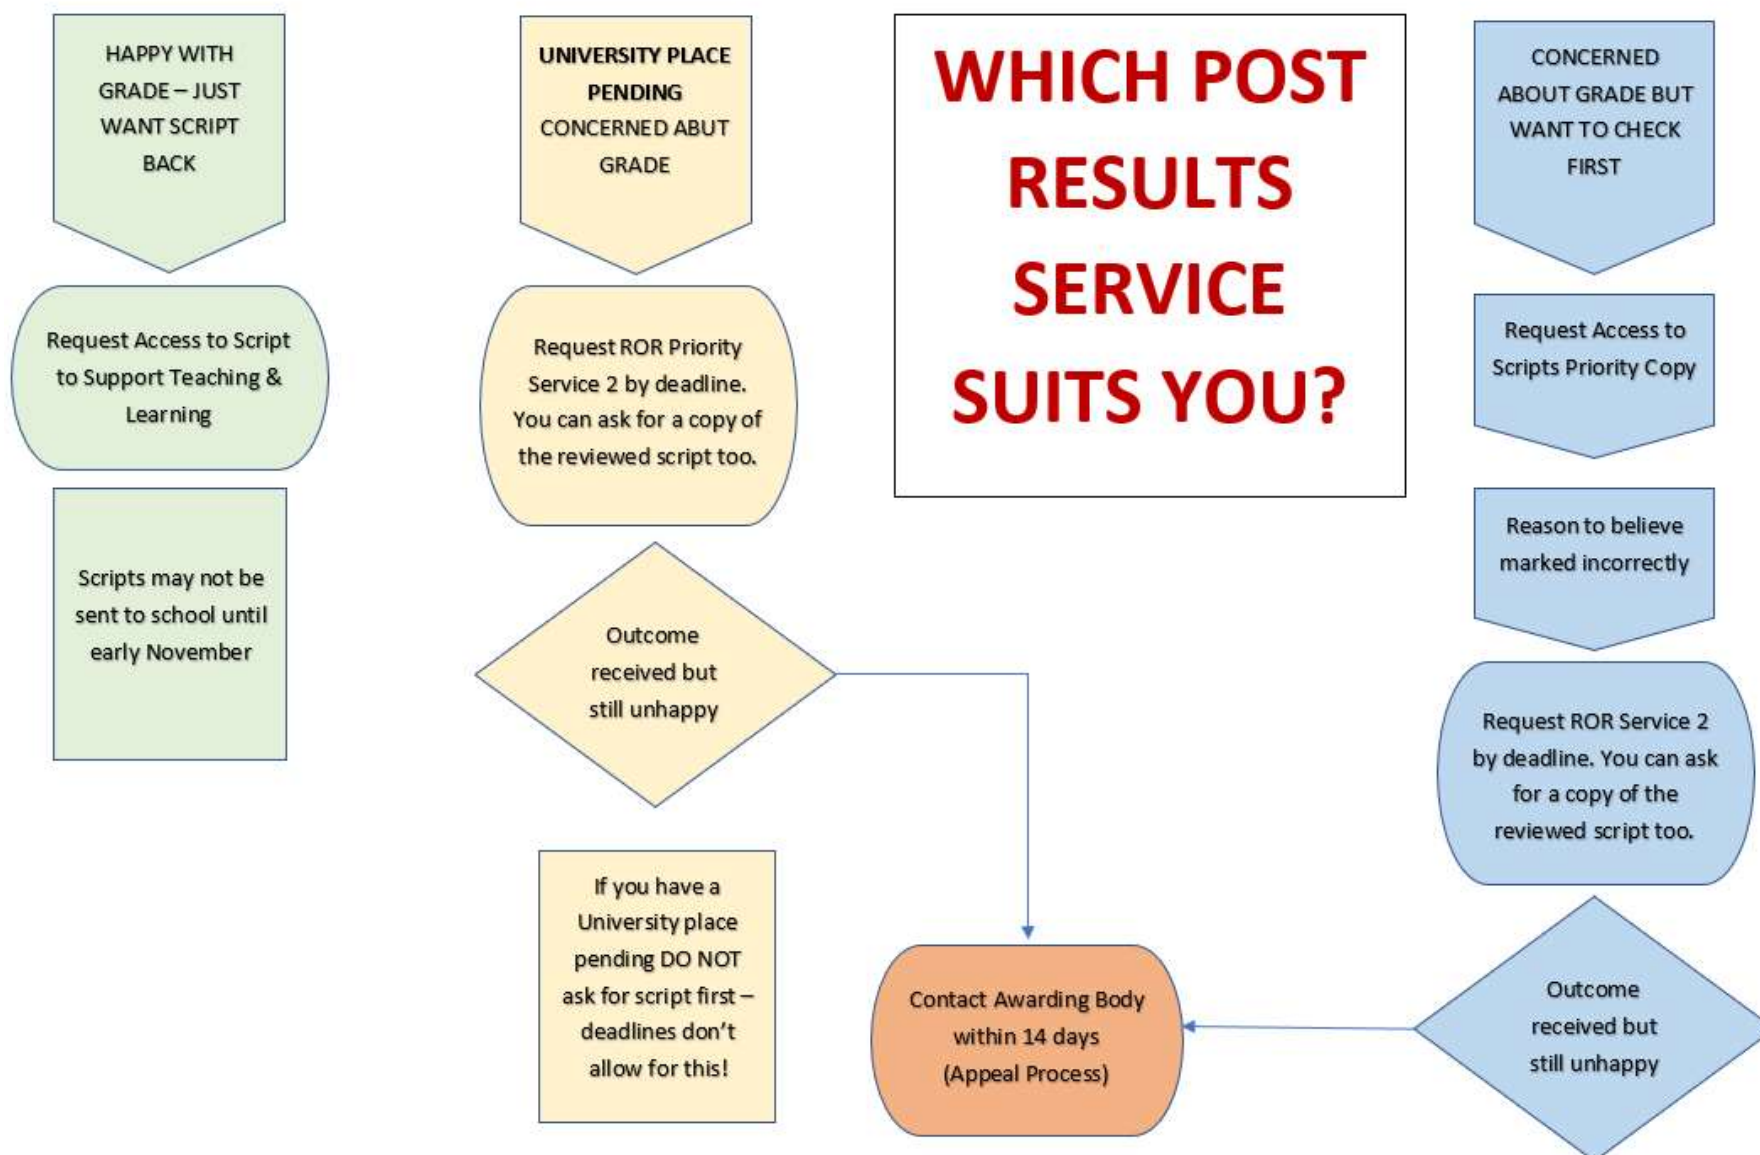 HAPPY WITH
GRADE – JUST
WANT SCRIPT
BACK
Request Access to Script
to Support Teaching &
Learning
Scripts may not be
sent to school until
early November
UNIVERSITY PLACE
PENDING
CONCERNED ABUT
GRADE
Request ROR Priority
Service 2 by deadline.
You can ask for a copy of
the reviewed script too.
Outcome
received but
still unhappy
If you have a
University place
pending DO NOT
ask for script first –
deadlines don't
allow for this!
WHICH POST
RESULTS
SERVICE
SUITS YOU?
Contact Awarding Body
within 14 days
(Appeal Process)
CONCERNED
ABOUT GRADE BUT
WANT TO CHECK
FIRST
Request Access to
Scripts Priority Copy
Reason to believe
marked incorrectly
Request ROR Service 2
by deadline. You can ask
for a copy of the
reviewed script too.
Outcome
received but
still unhappy